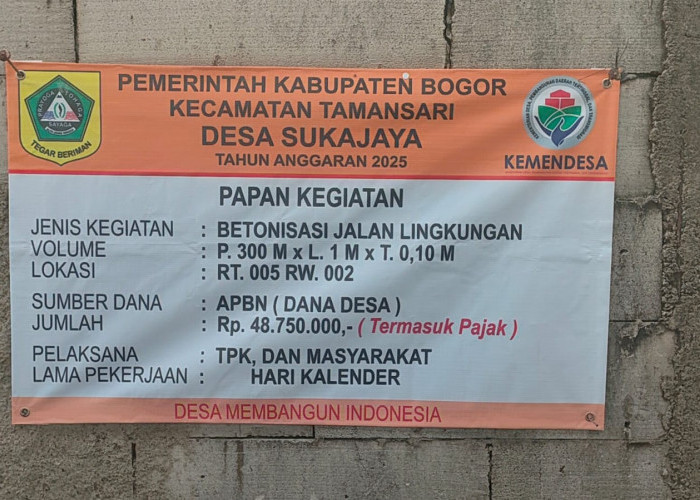 PEMERINTAH KABUPATEN BOGOR
KECAMATAN TAMANSARI
DESA SUKAJAYA
TAHUN ANGGARAN 2025
TEGAR BERIMAN
KEMENDESA
PAPAN KEGIATAN
JENIS KEGIATAN : BETONISASI JALAN LINGKUNGAN
VOLUME : P. 300 M x L. 1 M x T. 0,10 M
LOKASI : RT. 005 RW. 002
SUMBER DANA : APBN ( DANA DESA )
JUMLAH : Rp. 48.750.000,- ( Termasuk Pajak )
PELAKSANA : TPK, DAN MASYARAKAT
LAMA PEKERJAAN : HARI KALENDER
DESA MEMBANGUN INDONESIA